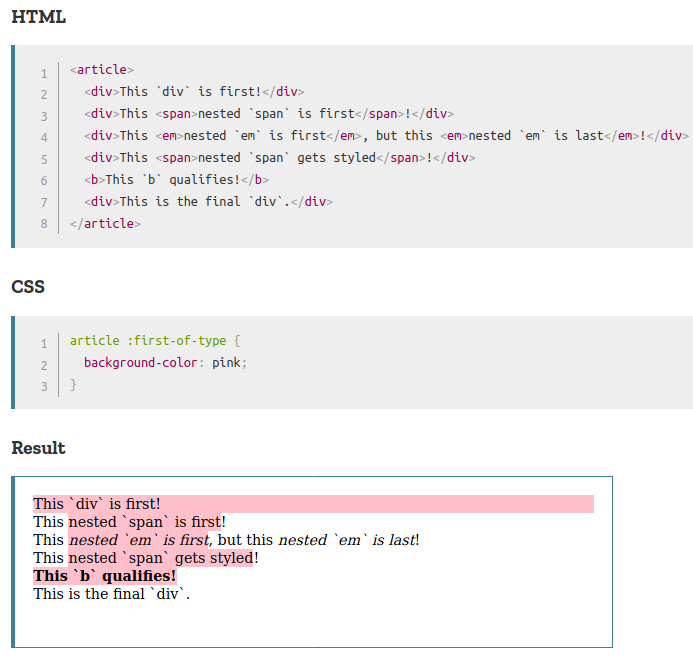 HTML
1 <article>
2   <div>This `div` is first!</div>
3   <div>This <span>nested `span` is first</span>!</div>
4   <div>This <em>nested `em` is first</em>, but this <em>nested `em` is last</em>!</div>
5   <div>This <span>nested `span` gets styled</span>!</div>
6   <b>This `b` qualifies!</b>
7   <div>This is the final `div`.</div>
8 </article>
CSS
1 article :first-of-type {
2   background-color: pink;
3 }
Result
This `div` is first!
This nested `span` is first!
This nested `em` is first, but this nested `em` is last!
This nested `span` gets styled!
This `b` qualifies!
This is the final `div`.